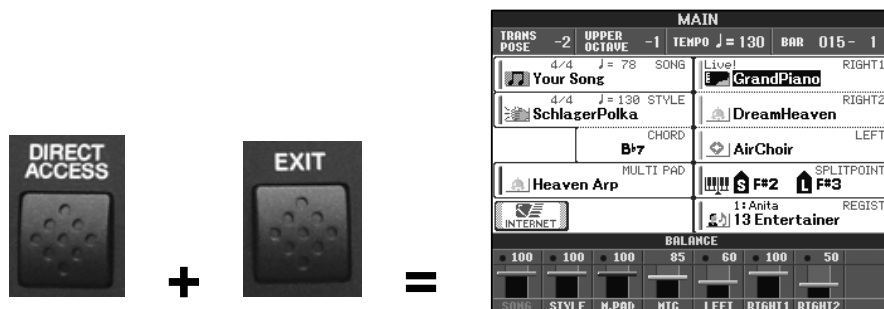 DIRECT
ACCESS
+
EXIT
=
MAIN
TRANS
POSE -2 UPPER
OCTAVE -1 TEMPO ♩= 130 BAR 015- 1
4/4 ♩= 78 SONG
Your Song
4/4 ♩= 130 STYLE
SchlagerPolka
CHORD
B♭7
MULTI PAD
Heaven Arp
INTERNET
Live! RIGHT1
GrandPiano
RIGHT2
DreamHeaven
LEFT
AirChoir
SPLITPOINT
S F#2 L F#3
1:Anita REGIST
13 Entertainer
BALANCE
100 100 100 85 60 100 50
SONG STYLE M.PAD MIC LEFT RIGHT1 RIGHT2